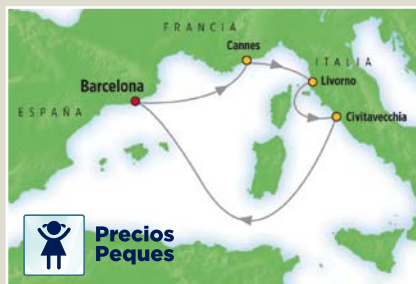 FRANCIA
Cannes
ITALIA
Livorno
Barcelona
ESPAÑA
Civitavecchia
Precios
Peques